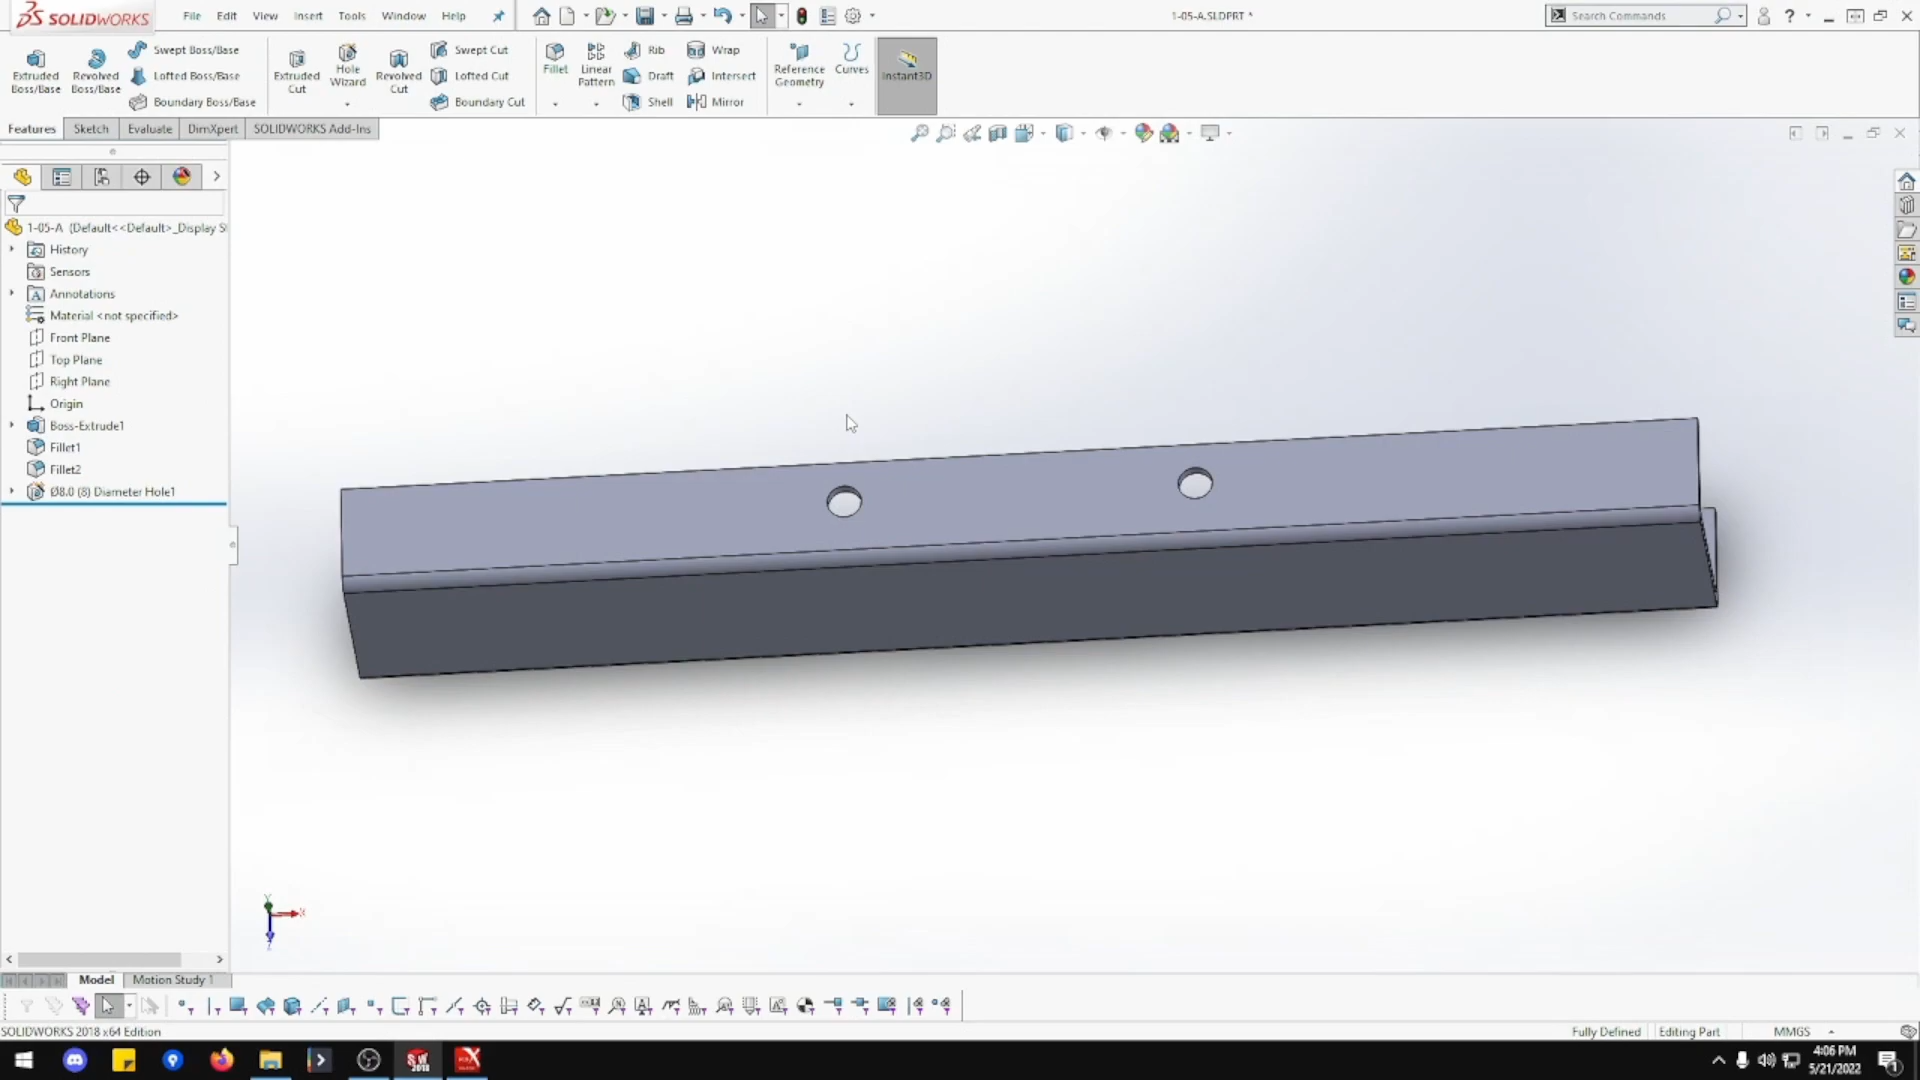 SOLIDWORKS File Edit View Insert Tools Window Help 1-05-A.SLDPRT * Search Commands ?
Extruded Boss/Base
Revolved Boss/Base
Swept Boss/Base
Lofted Boss/Base
Boundary Boss/Base
Extruded Cut
Hole Wizard
Revolved Cut
Swept Cut
Lofted Cut
Boundary Cut
Fillet
Linear Pattern
Rib
Draft
Shell
Wrap
Intersect
Mirror
Reference Geometry
Curves
Instant3D
Features Sketch Evaluate DimXpert SOLIDWORKS Add-Ins
1-05-A (Default<<Default>_Display S
History
Sensors
Annotations
Material <not specified>
Front Plane
Top Plane
Right Plane
Origin
Boss-Extrude1
Fillet1
Fillet2
Ø8.0 (8) Diameter Hole1
Model Motion Study 1
SOLIDWORKS 2018 x64 Edition Fully Defined Editing Part MMGS
4:06 PM
5/21/2022